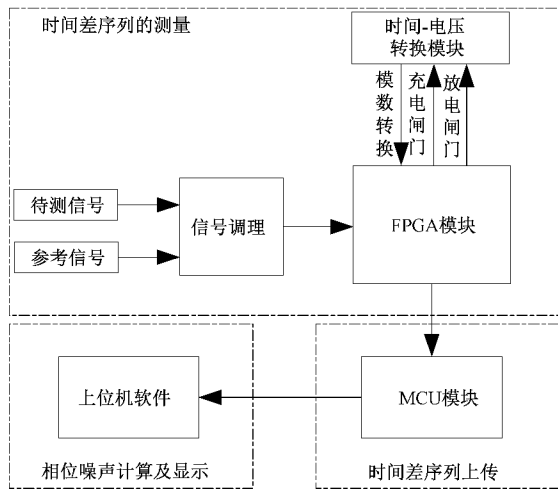 时间差序列的测量
时间-电压
转换模块
模数转换
充电闸门
放电闸门
待测信号
参考信号
信号调理
FPGA模块
上位机软件
MCU模块
相位噪声计算及显示
时间差序列上传